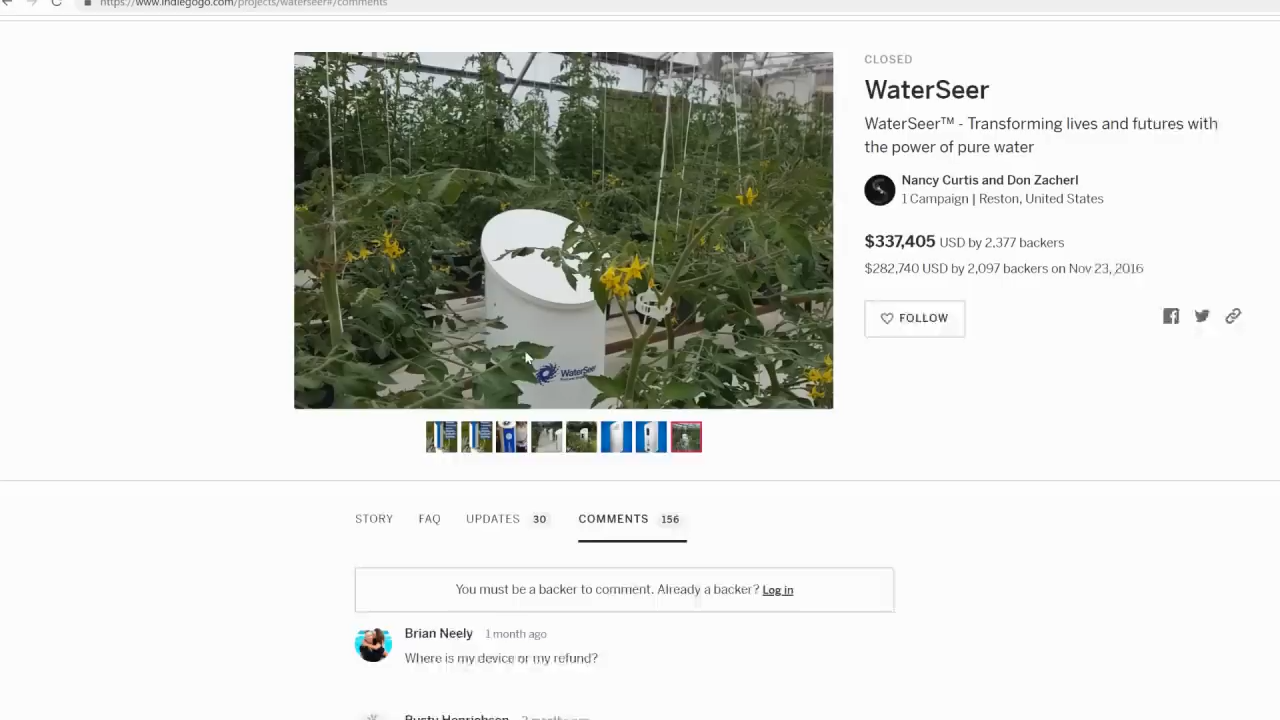 https://www.indiegogo.com/projects/waterseer#/comments
CLOSED
WaterSeer
WaterSeer™ - Transforming lives and futures with
the power of pure water
Nancy Curtis and Don Zacherl
1 Campaign | Reston, United States
$337,405 USD by 2,377 backers
$282,740 USD by 2,097 backers on Nov 23, 2016
FOLLOW
WaterSeer
STORY FAQ UPDATES 30 COMMENTS 156
You must be a backer to comment. Already a backer? Log in
Brian Neely 1 month ago
Where is my device or my refund?